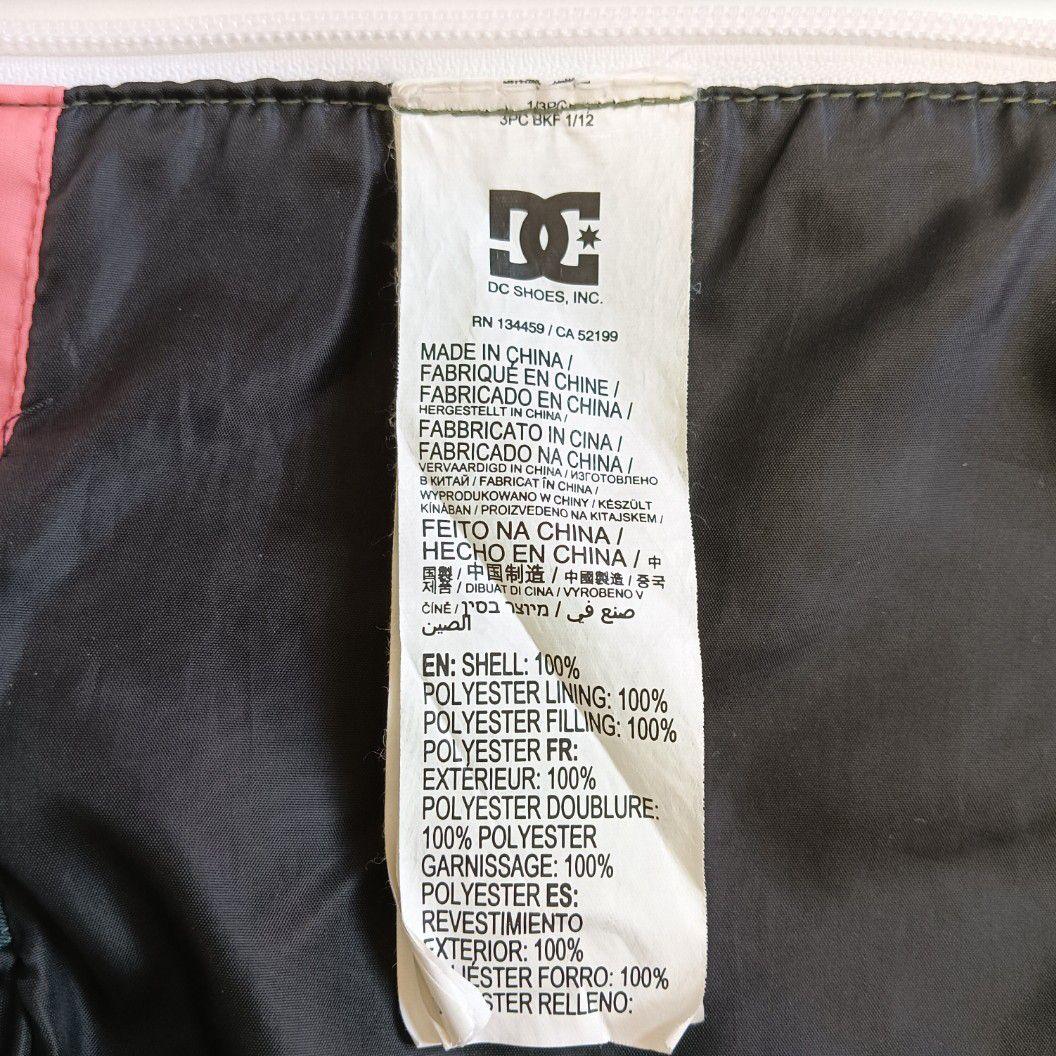 3PC BKF 1/12
DC
DC SHOES, INC.
RN 134459 / CA 52199
MADE IN CHINA /
FABRIQUÉ EN CHINE /
FABRICADO EN CHINA /
HERGESTELLT IN CHINA /
FABBRICATO IN CINA /
FABRICADO NA CHINA /
VERVAARDIGD IN CHINA / ИЗГОТОВЛЕНО
В КИТАЙ / FABRICAT ÎN CHINA /
WYPRODUKOWANO W CHINY / KÉSZÜLT
KÍNÁBAN / PROIZVEDENO NA KITAJSKEM /
FEITO NA CHINA /
HECHO EN CHINA / 中
国製 / 中国制造 / 中國製造 / 중국
제품 / DIBUAT DI CINA / VYROBENO V
ČÍNĚ / מיוצר בסין / صنع في
الصين
EN: SHELL: 100%
POLYESTER LINING: 100%
POLYESTER FILLING: 100%
POLYESTER FR:
EXTÉRIEUR: 100%
POLYESTER DOUBLURE:
100% POLYESTER
GARNISSAGE: 100%
POLYESTER ES:
REVESTIMIENTO
EXTERIOR: 100%
POLIÉSTER FORRO: 100%
RELLENO: